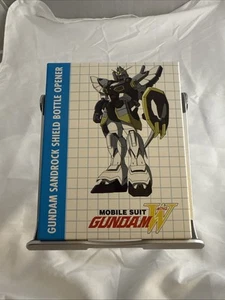 GUNDAM SANDROCK SHIELD BOTTLE OPENER
MOBILE SUIT
GUNDAM W